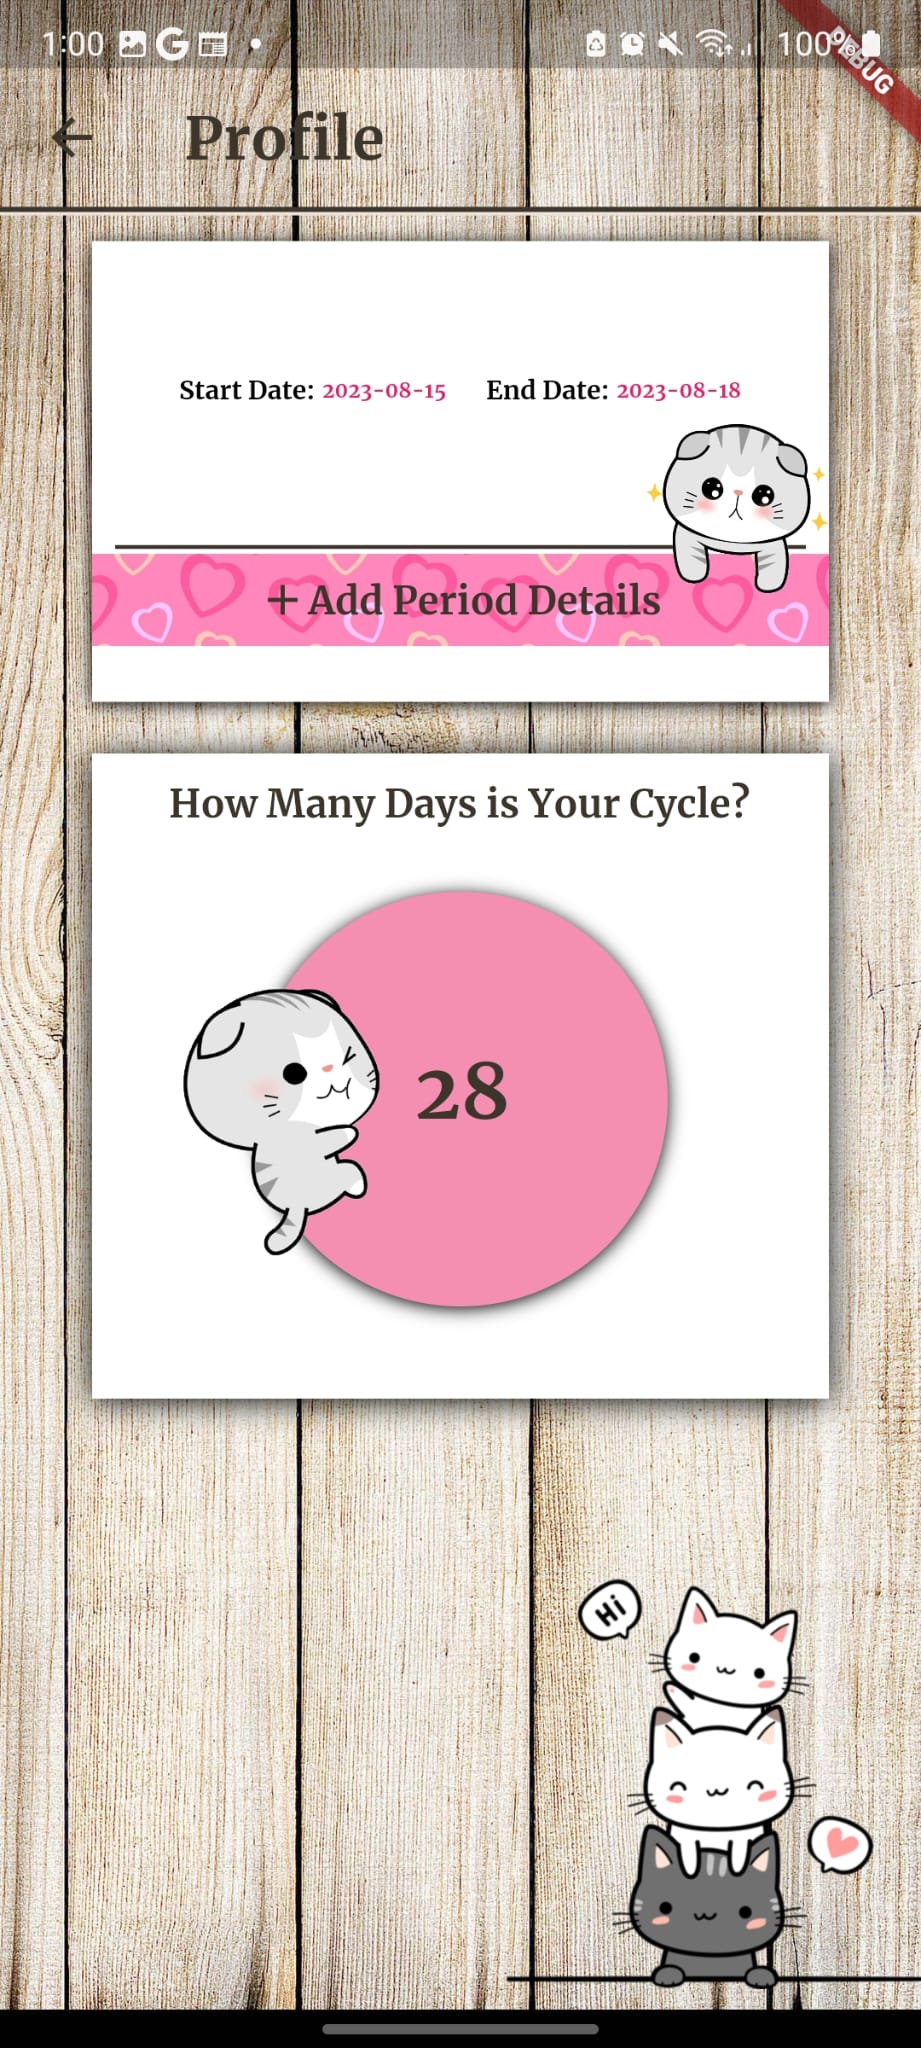 1:00
100%
DEBUG
Profile
Start Date: 2023-08-15 End Date: 2023-08-18
+ Add Period Details
How Many Days is Your Cycle?
28
Hi